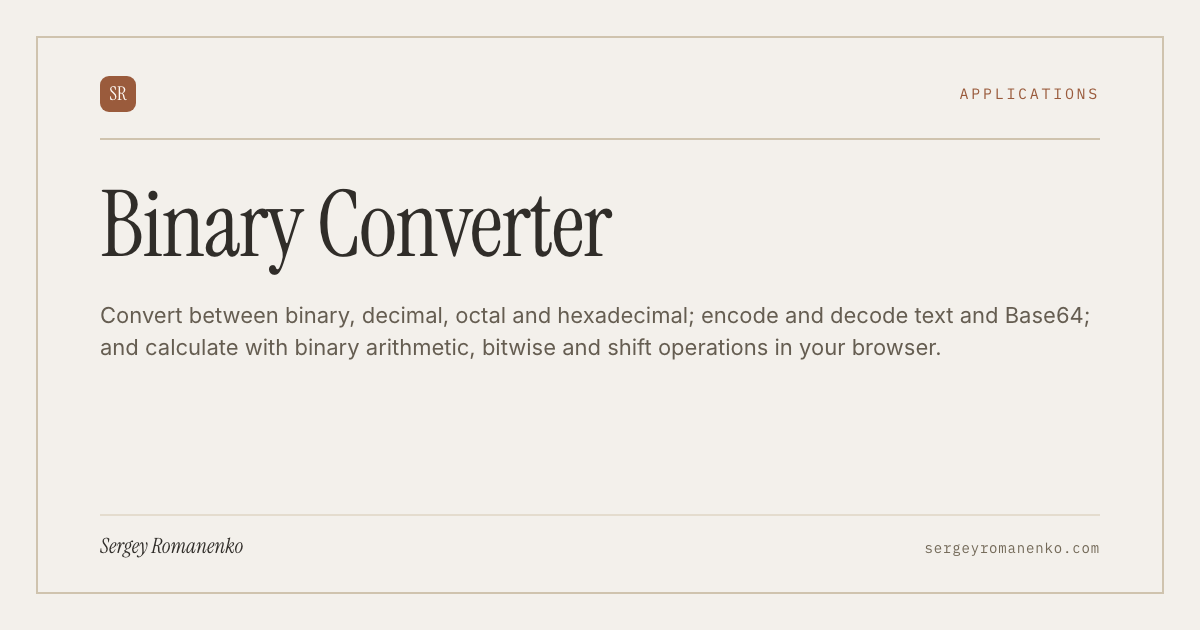 SR
APPLICATIONS
Binary Converter
Convert between binary, decimal, octal and hexadecimal; encode and decode text and Base64;
and calculate with binary arithmetic, bitwise and shift operations in your browser.
Sergey Romanenko
sergeyromanenko.com